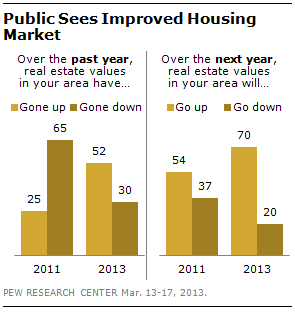 Public Sees Improved Housing
Market
Over the past year,
real estate values
in your area have...
Gone up Gone down
25
65
52
30
2011 2013
Over the next year,
real estate values
in your area will...
Go up Go down
54
37
70
20
2011 2013
PEW RESEARCH CENTER Mar. 13-17, 2013.